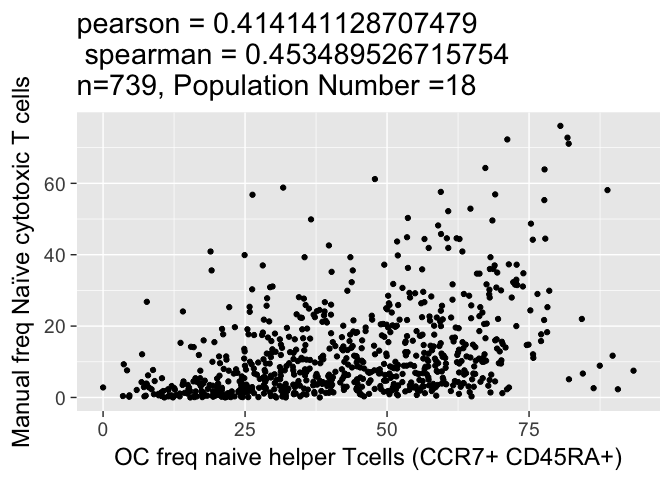 pearson = 0.414141128707479
spearman = 0.453489526715754
n=739, Population Number =18
Manual freq Naïve cytotoxic T cells
60
40
20
0
0
25
50
75
OC freq naive helper Tcells (CCR7+ CD45RA+)